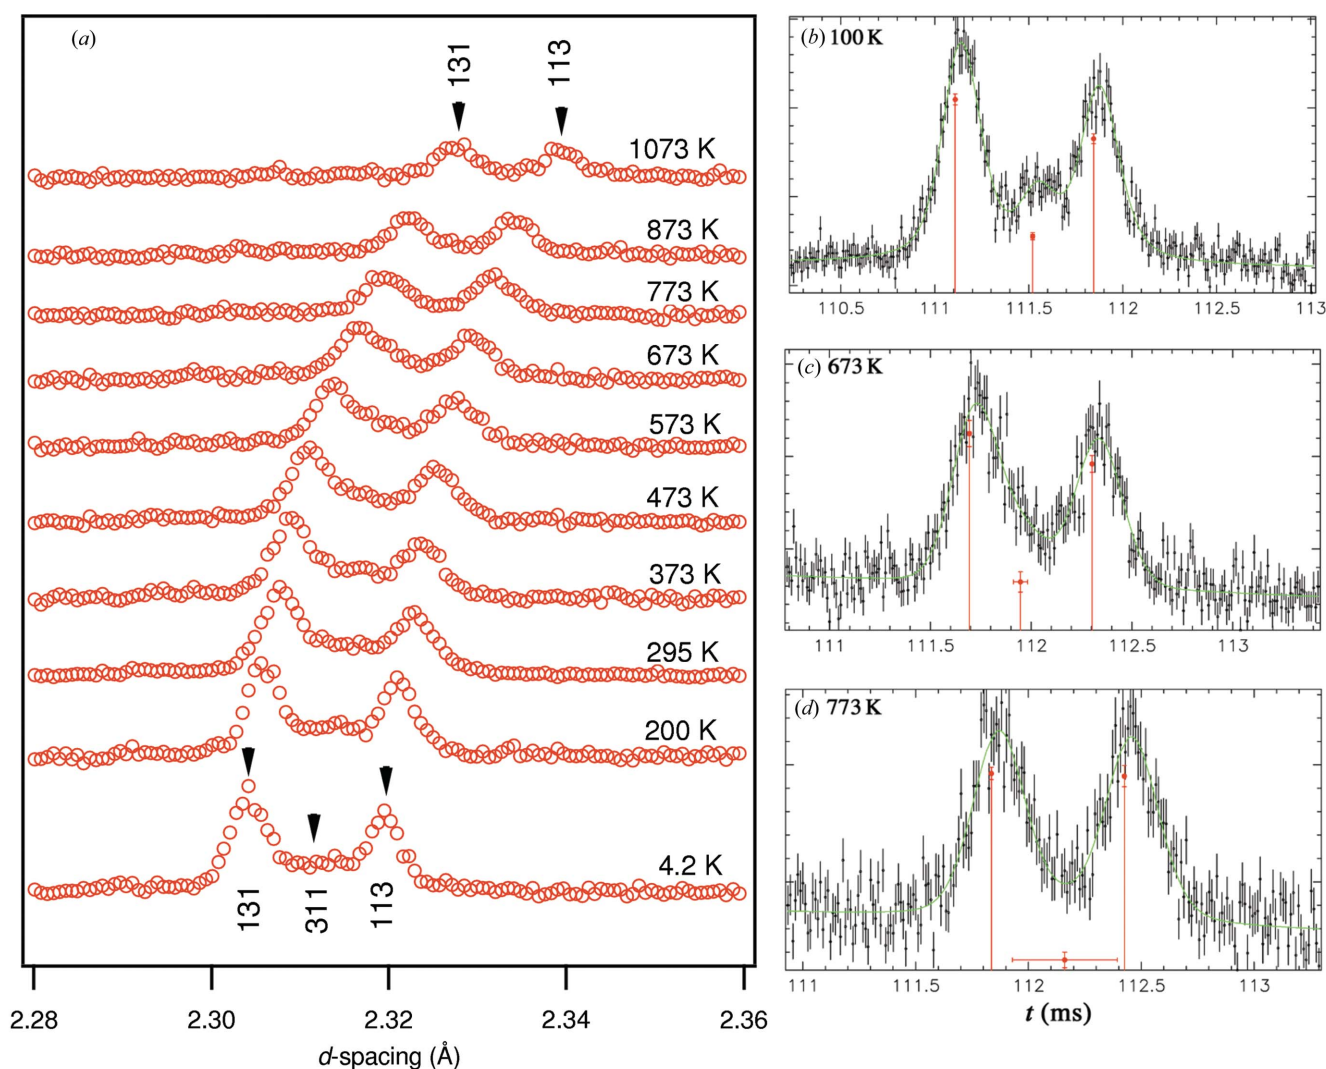 (a)
131
113
1073 K
873 K
773 K
673 K
573 K
473 K
373 K
295 K
200 K
4.2 K
131
311
113
2.28 2.30 2.32 2.34 2.36
d-spacing (Å)
(b) 100 K
110.5 111 111.5 112 112.5 113
(c) 673 K
111 111.5 112 112.5 113
(d) 773 K
111 111.5 112 112.5 113
t (ms)